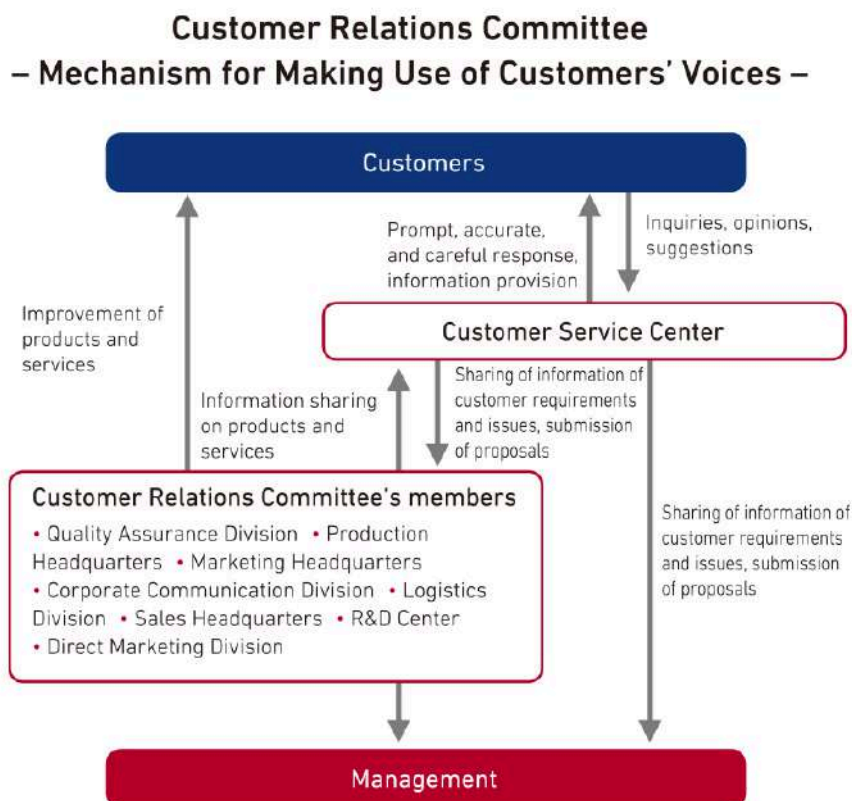 Customer Relations Committee
– Mechanism for Making Use of Customers’ Voices –
Customers
Prompt, accurate,
and careful response,
information provision
Inquiries, opinions,
suggestions
Improvement of
products and
services
Customer Service Center
Information sharing
on products and
services
Sharing of information of
customer requirements
and issues, submission
of proposals
Customer Relations Committee’s members
• Quality Assurance Division • Production
Headquarters • Marketing Headquarters
• Corporate Communication Division • Logistics
Division • Sales Headquarters • R&D Center
• Direct Marketing Division
Sharing of information of
customer requirements
and issues, submission
of proposals
Management